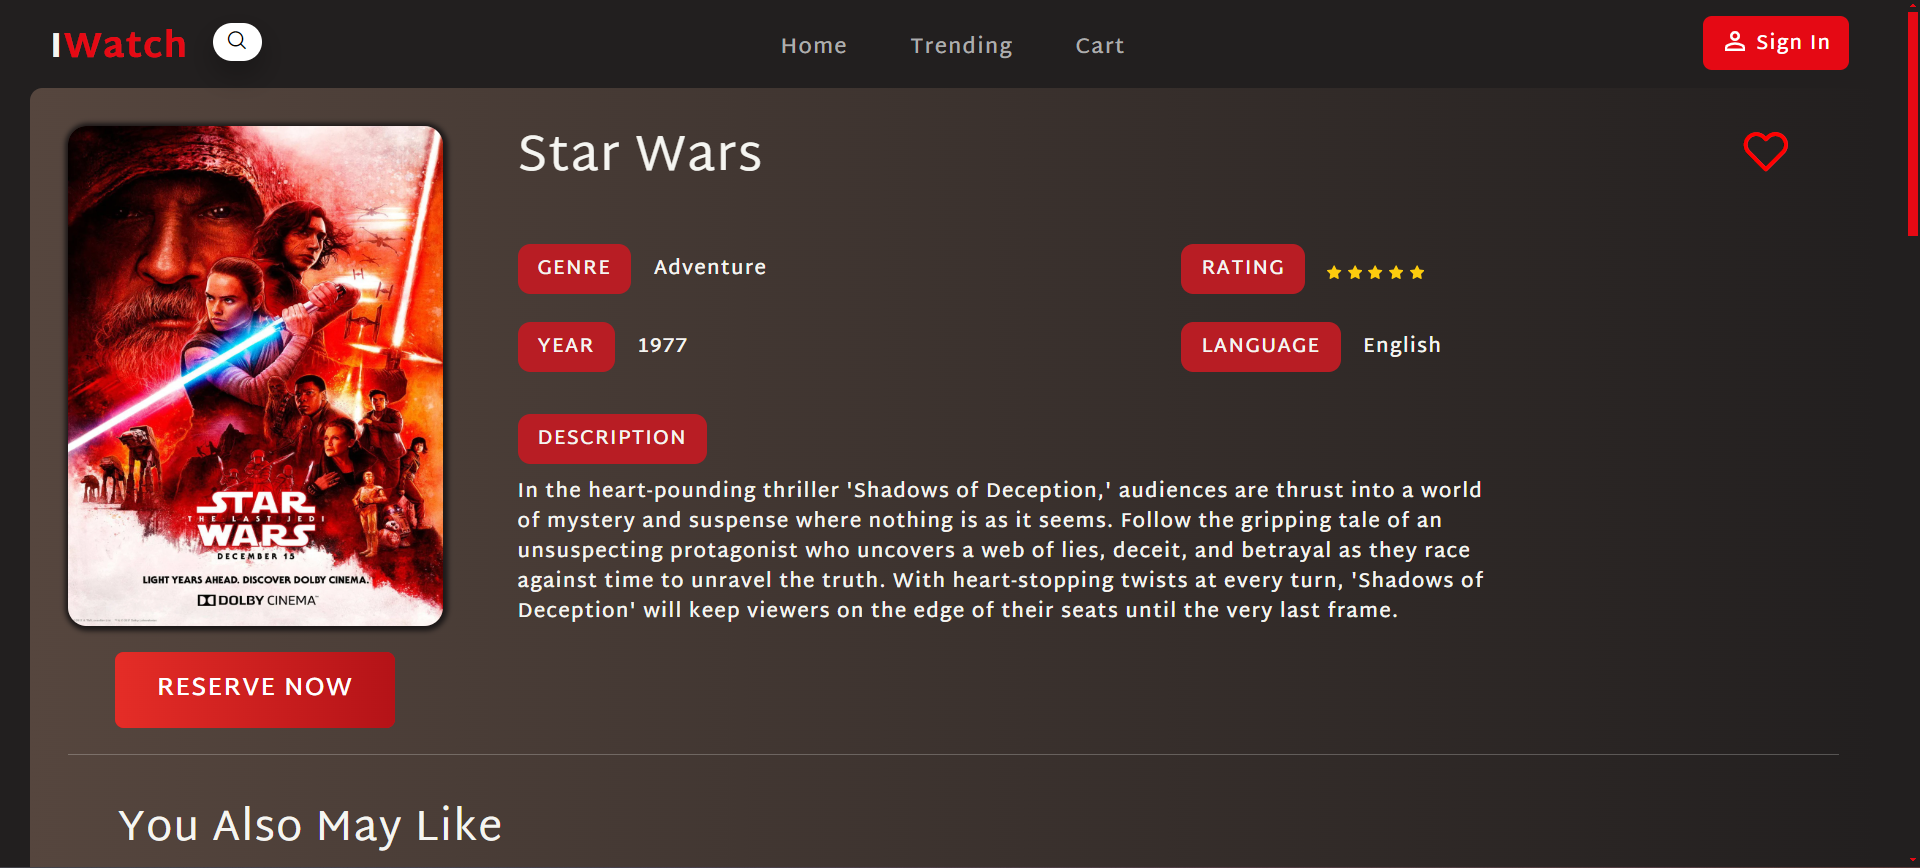 IWatch
Home Trending Cart
Sign In
Star Wars
GENRE Adventure
RATING
YEAR 1977
LANGUAGE English
DESCRIPTION
In the heart-pounding thriller 'Shadows of Deception,' audiences are thrust into a world
of mystery and suspense where nothing is as it seems. Follow the gripping tale of an
unsuspecting protagonist who uncovers a web of lies, deceit, and betrayal as they race
against time to unravel the truth. With heart-stopping twists at every turn, 'Shadows of
Deception' will keep viewers on the edge of their seats until the very last frame.
STAR
THE LAST JEDI
WARS
DECEMBER 15
LIGHT YEARS AHEAD. DISCOVER DOLBY CINEMA.
DOLBY CINEMA
RESERVE NOW
You Also May Like